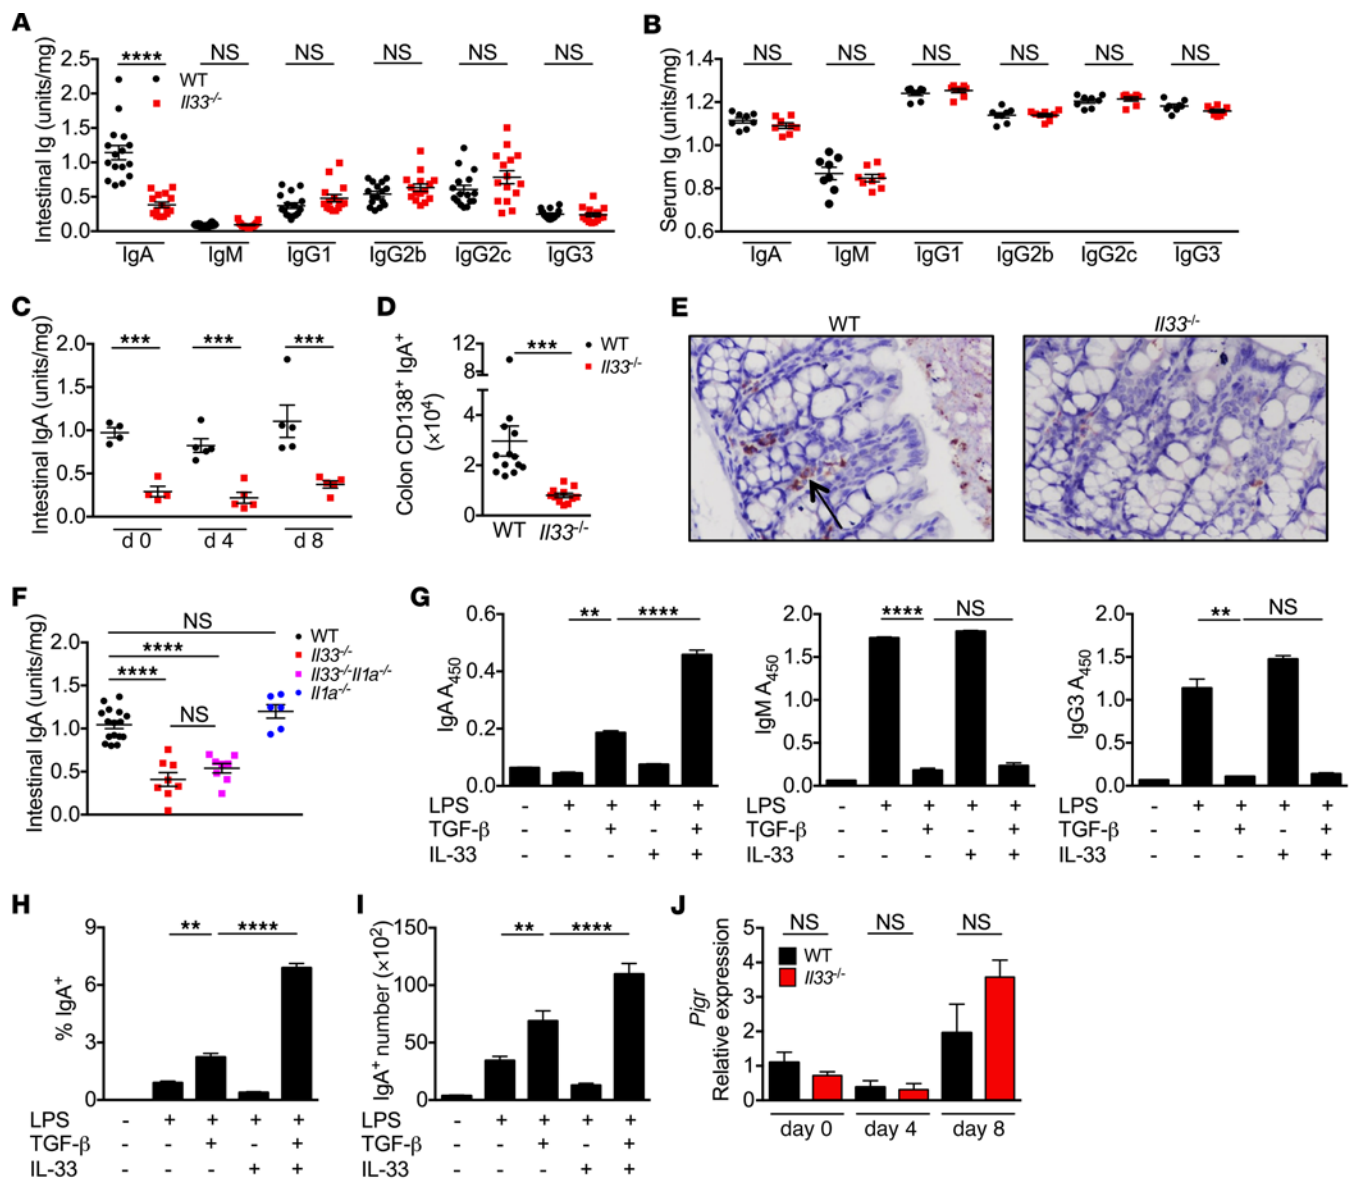 A
Intestinal Ig (units/mg)
2.5
2.0
1.5
1.0
0.5
0.0
**** NS NS NS NS NS
WT
Il33-/-
IgA IgM IgG1 IgG2b IgG2c IgG3
B
Serum Ig (units/mg)
1.4
1.2
1.0
0.8
0.6
NS NS NS NS NS NS
IgA IgM IgG1 IgG2b IgG2c IgG3
C
Intestinal IgA (units/mg)
2.0
1.5
1.0
0.5
0.0
*** *** ***
d 0 d 4 d 8
D
Colon CD138+ IgA+
(×10^4)
12
8
4
2
0
***
WT
Il33-/-
WT Il33-/-
E
WT Il33-/-
F
Intestinal IgA (units/mg)
2.0
1.5
1.0
0.5
0.0
NS
****
****
NS
WT
Il33-/-
Il33-/-Il1a-/-
Il1a-/-
G
IgA A450
0.6
0.4
0.2
0.0
** ****
LPS - + + + +
TGF-β - - + - +
IL-33 - - - + +
IgM A450
2.0
1.5
1.0
0.5
0.0
**** NS
- + + + +
- - + - +
- - - + +
IgG3 A450
2.0
1.5
1.0
0.5
0.0
** NS
LPS - + + + +
TGF-β - - + - +
IL-33 - - - + +
H
% IgA+
9
6
3
0
** ****
LPS - + + + +
TGF-β - - + - +
IL-33 - - - + +
I
IgA+ number (×10^2)
150
100
50
0
** ****
LPS - + + + +
TGF-β - - + - +
IL-33 - - - + +
J
Pigr
Relative expression
5
4
3
2
1
0
NS NS NS
WT
Il33-/-
day 0 day 4 day 8